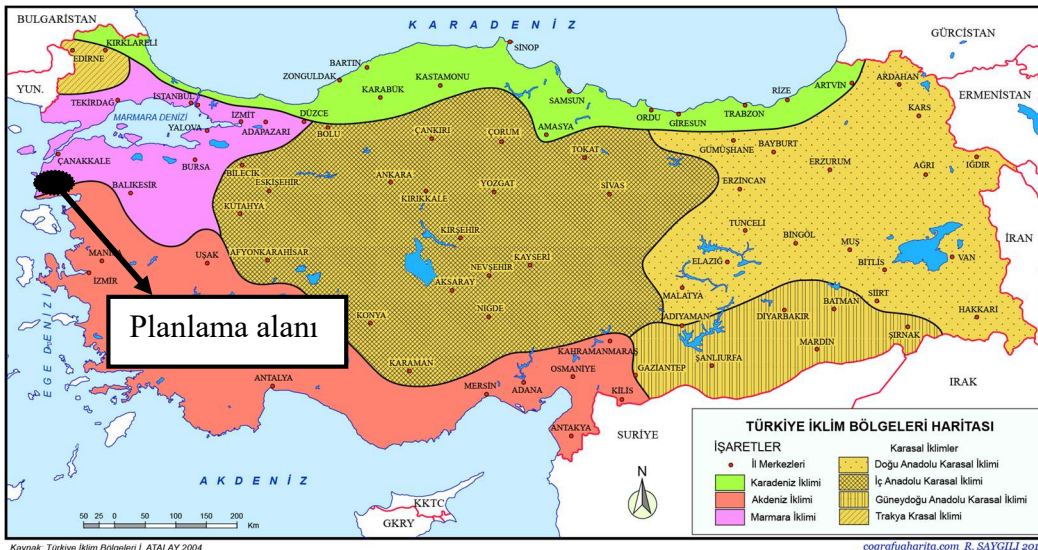 KARADENİZ
BULGARİSTAN
GÜRCİSTAN
YUN.
ERMENİSTAN
İRAN
IRAK
SURİYE
KKTC
GKRY
AKDENİZ
EGE DENİZİ
MARMARA DENİZİ
KIRKLARELİ
EDİRNE
TEKİRDAĞ
İSTANBUL
YALOVA
İZMİT
ADAPAZARI
DÜZCE
BOLU
ZONGULDAK
BARTIN
KARABÜK
KASTAMONU
SİNOP
SAMSUN
AMASYA
ORDU
GİRESUN
TRABZON
RİZE
ARTVİN
ARDAHAN
KARS
ÇANAKKALE
BALIKESİR
BURSA
BİLECİK
ESKİŞEHİR
KUTAHYA
ANKARA
KIRIKKALE
ÇANKIRI
ÇORUM
TOKAT
YOZGAT
SİVAS
GÜMÜŞHANE
BAYBURT
ERZURUM
ERZİNCAN
AĞRI
IĞDIR
UŞAK
AFYONKARAHİSAR
KIRŞEHİR
NEVŞEHİR
KAYSERİ
AKSARAY
NİĞDE
KONYA
KARAMAN
TUNCELİ
BİNGÖL
MUŞ
ELAZIĞ
BİTLİS
VAN
MALATYA
ADIYAMAN
DİYARBAKIR
BATMAN
SİİRT
HAKKARİ
ŞIRNAK
MARDİN
ŞANLIURFA
GAZİANTEP
KİLİS
KAHRAMANMARAŞ
OSMANİYE
ADANA
MERSİN
ANTAKYA
ANTALYA
İZMİR
Planlama alanı
N
50 25 0 50 100 150 200
Km
TÜRKİYE İKLİM BÖLGELERİ HARİTASI
İŞARETLER
İl Merkezleri
Karadeniz İklimi
Akdeniz İklimi
Marmara İklimi
Karasal İklimler
Doğu Anadolu Karasal İklimi
İç Anadolu Karasal İklimi
Güneydoğu Anadolu Karasal İklimi
Trakya Krasal İklimi
Kaynak: Türkiye İklim Bölgeleri İ. ATALAY 2004
cografyaharita.com R. SAYGILI